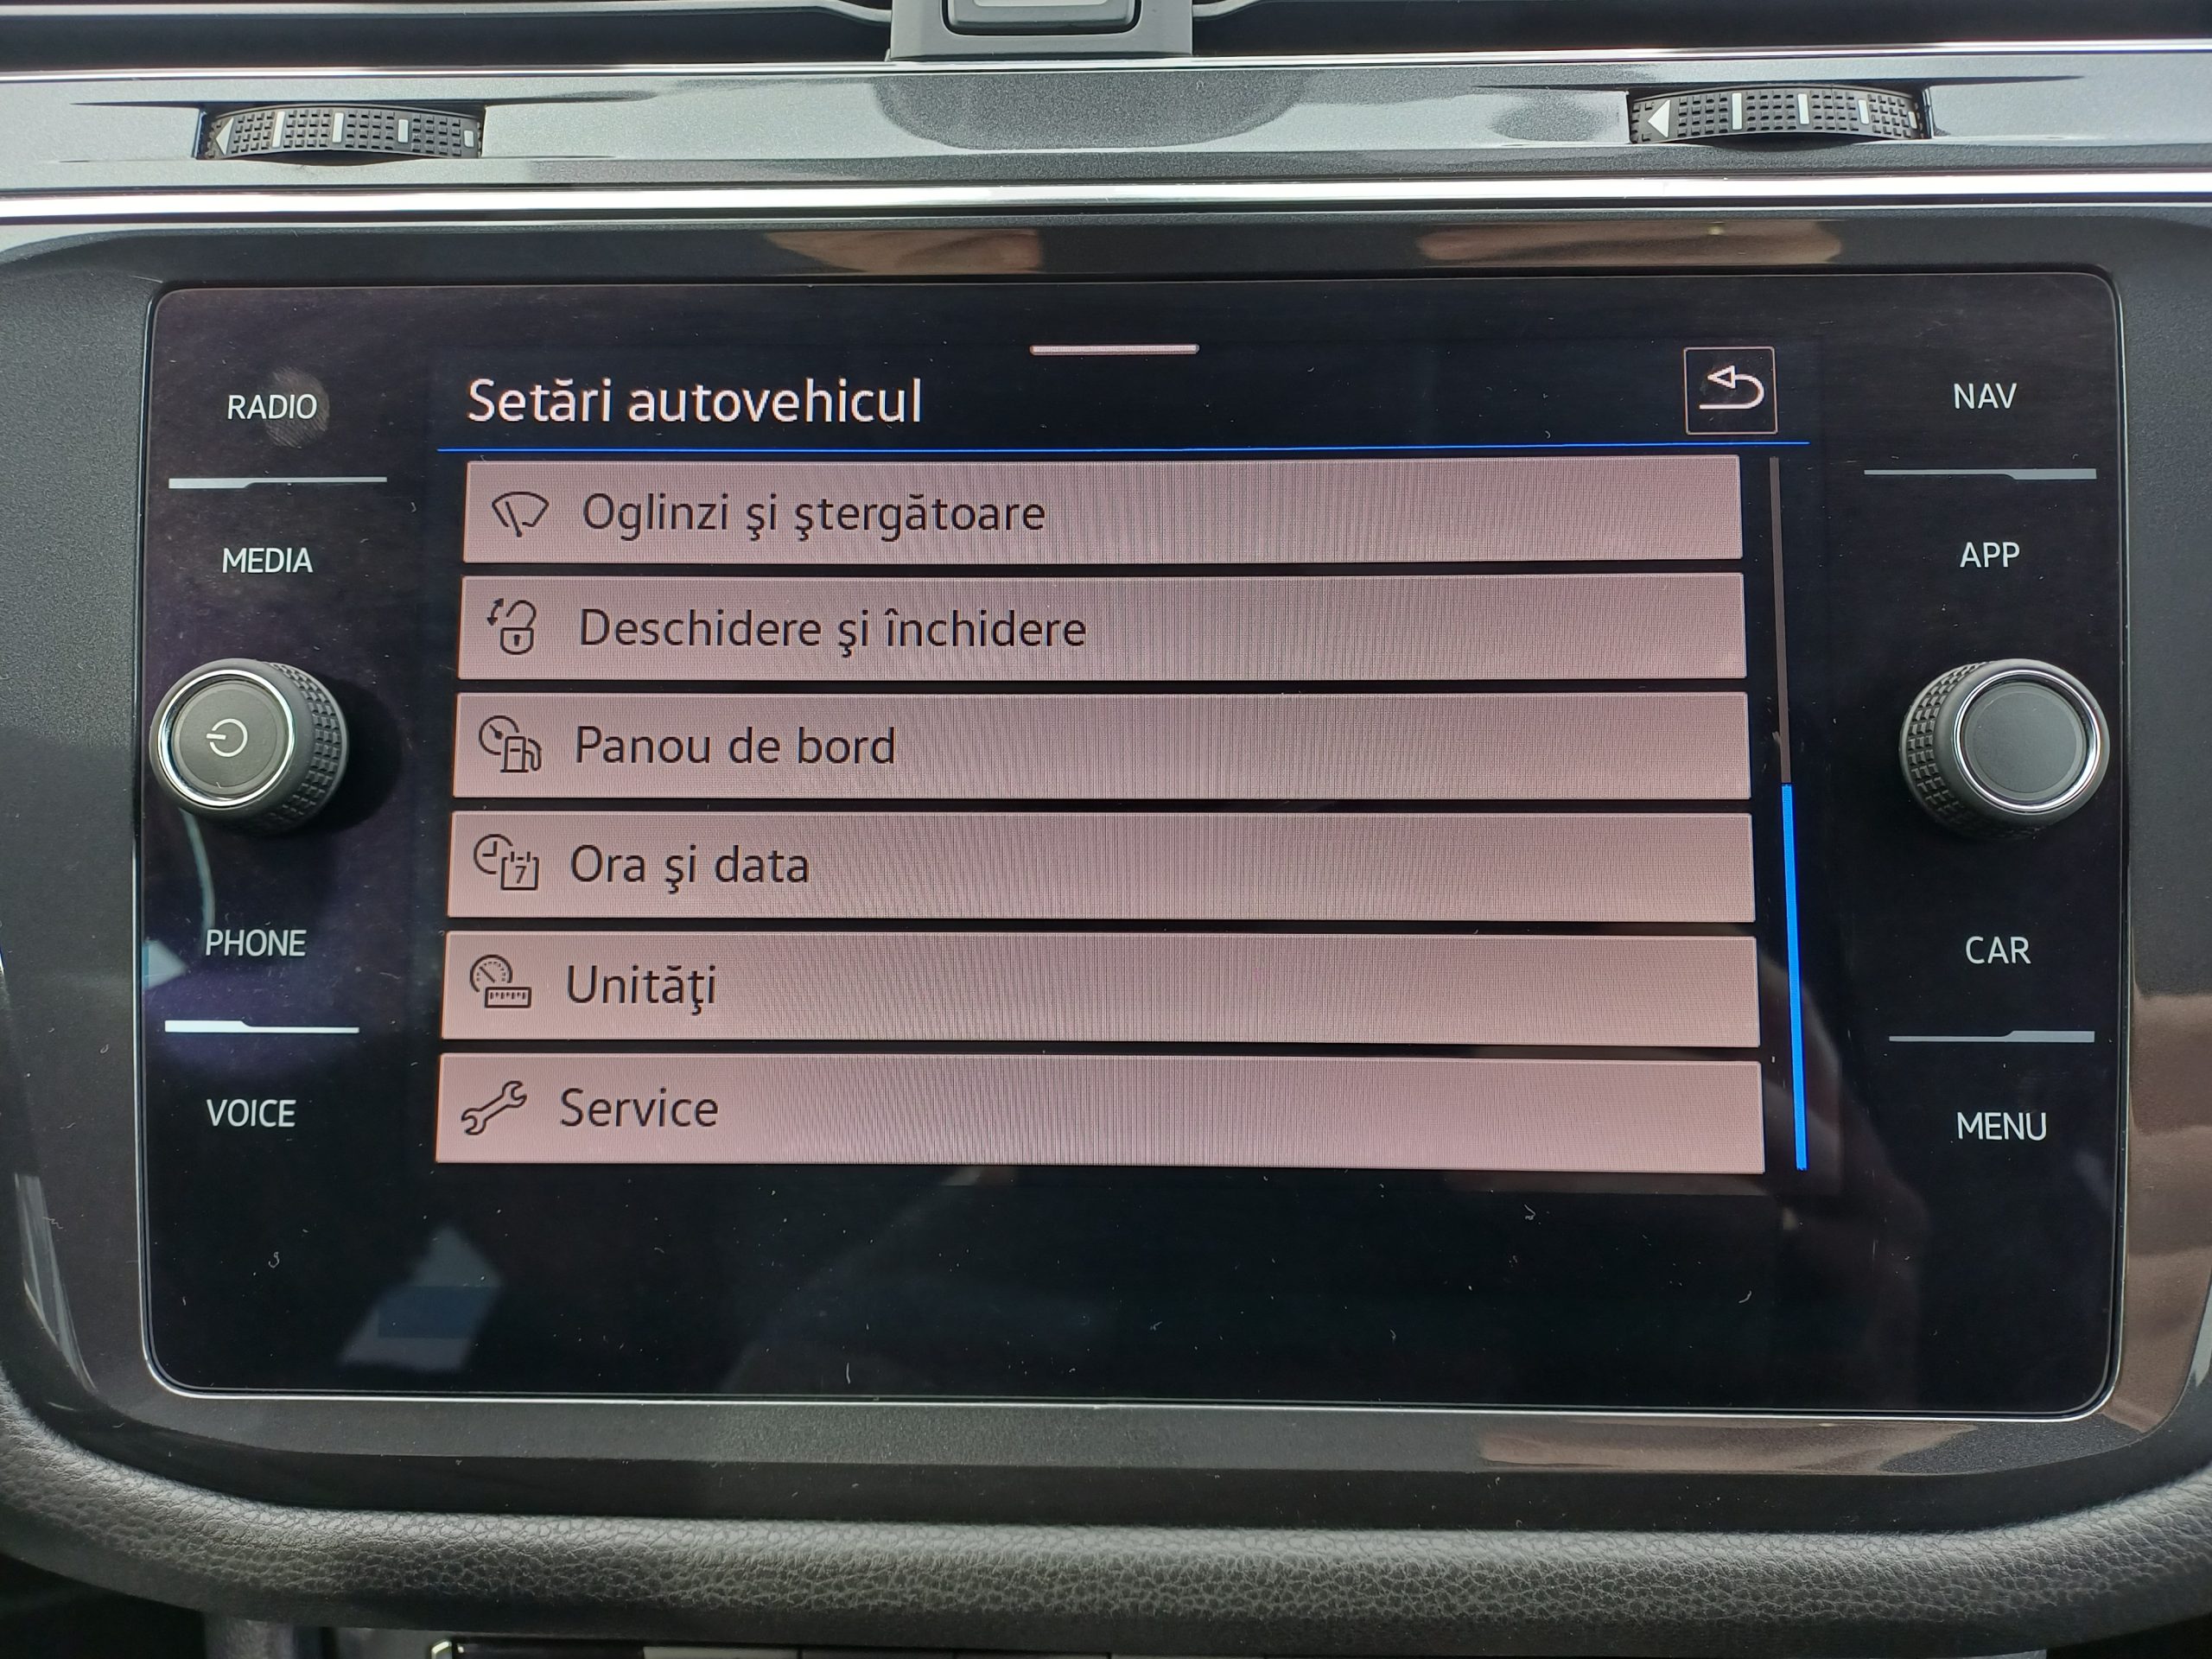 RADIO
MEDIA
PHONE
VOICE
Setări autovehicul
Oglinzi şi ştergătoare
Deschidere şi închidere
Panou de bord
7
Ora şi data
Unităţi
Service
NAV
APP
CAR
MENU